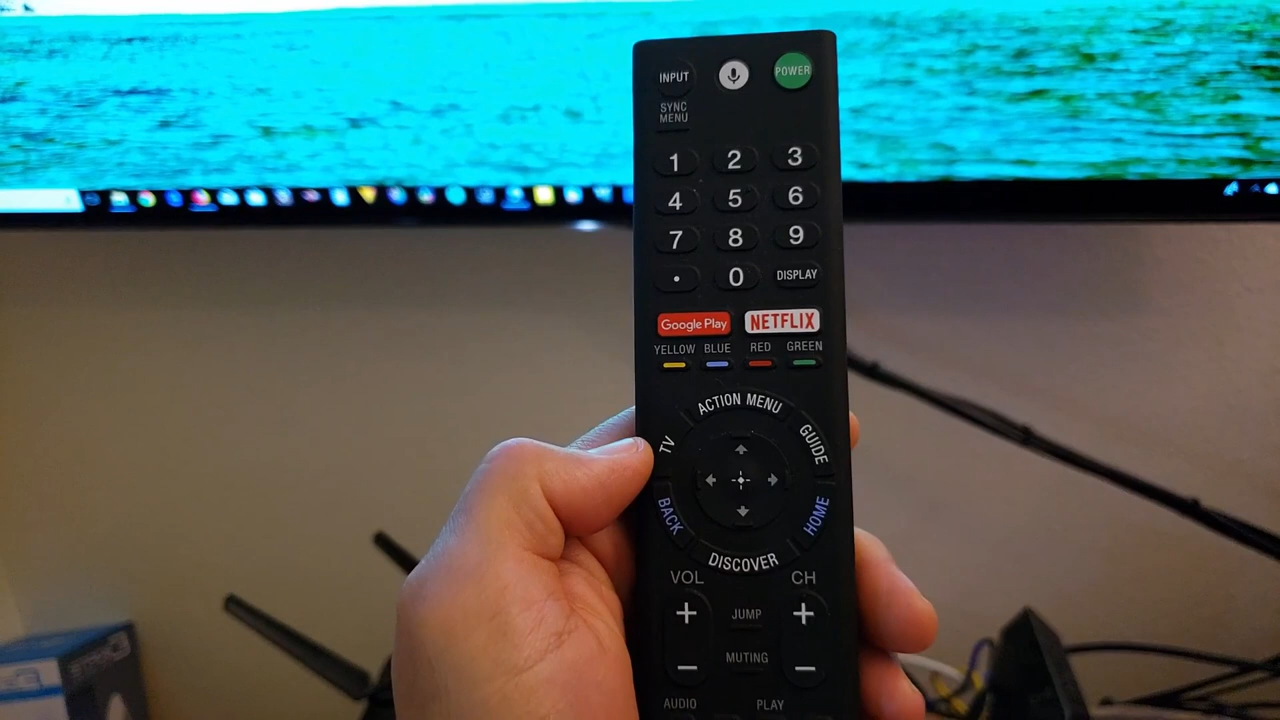 INPUT
POWER
SYNC
MENU
1 2 3
4 5 6
7 8 9
. 0 DISPLAY
Google Play NETFLIX
YELLOW BLUE RED GREEN
ACTION MENU
TV
GUIDE
BACK
HOME
DISCOVER
VOL CH
+ JUMP +
− MUTING −
AUDIO PLAY